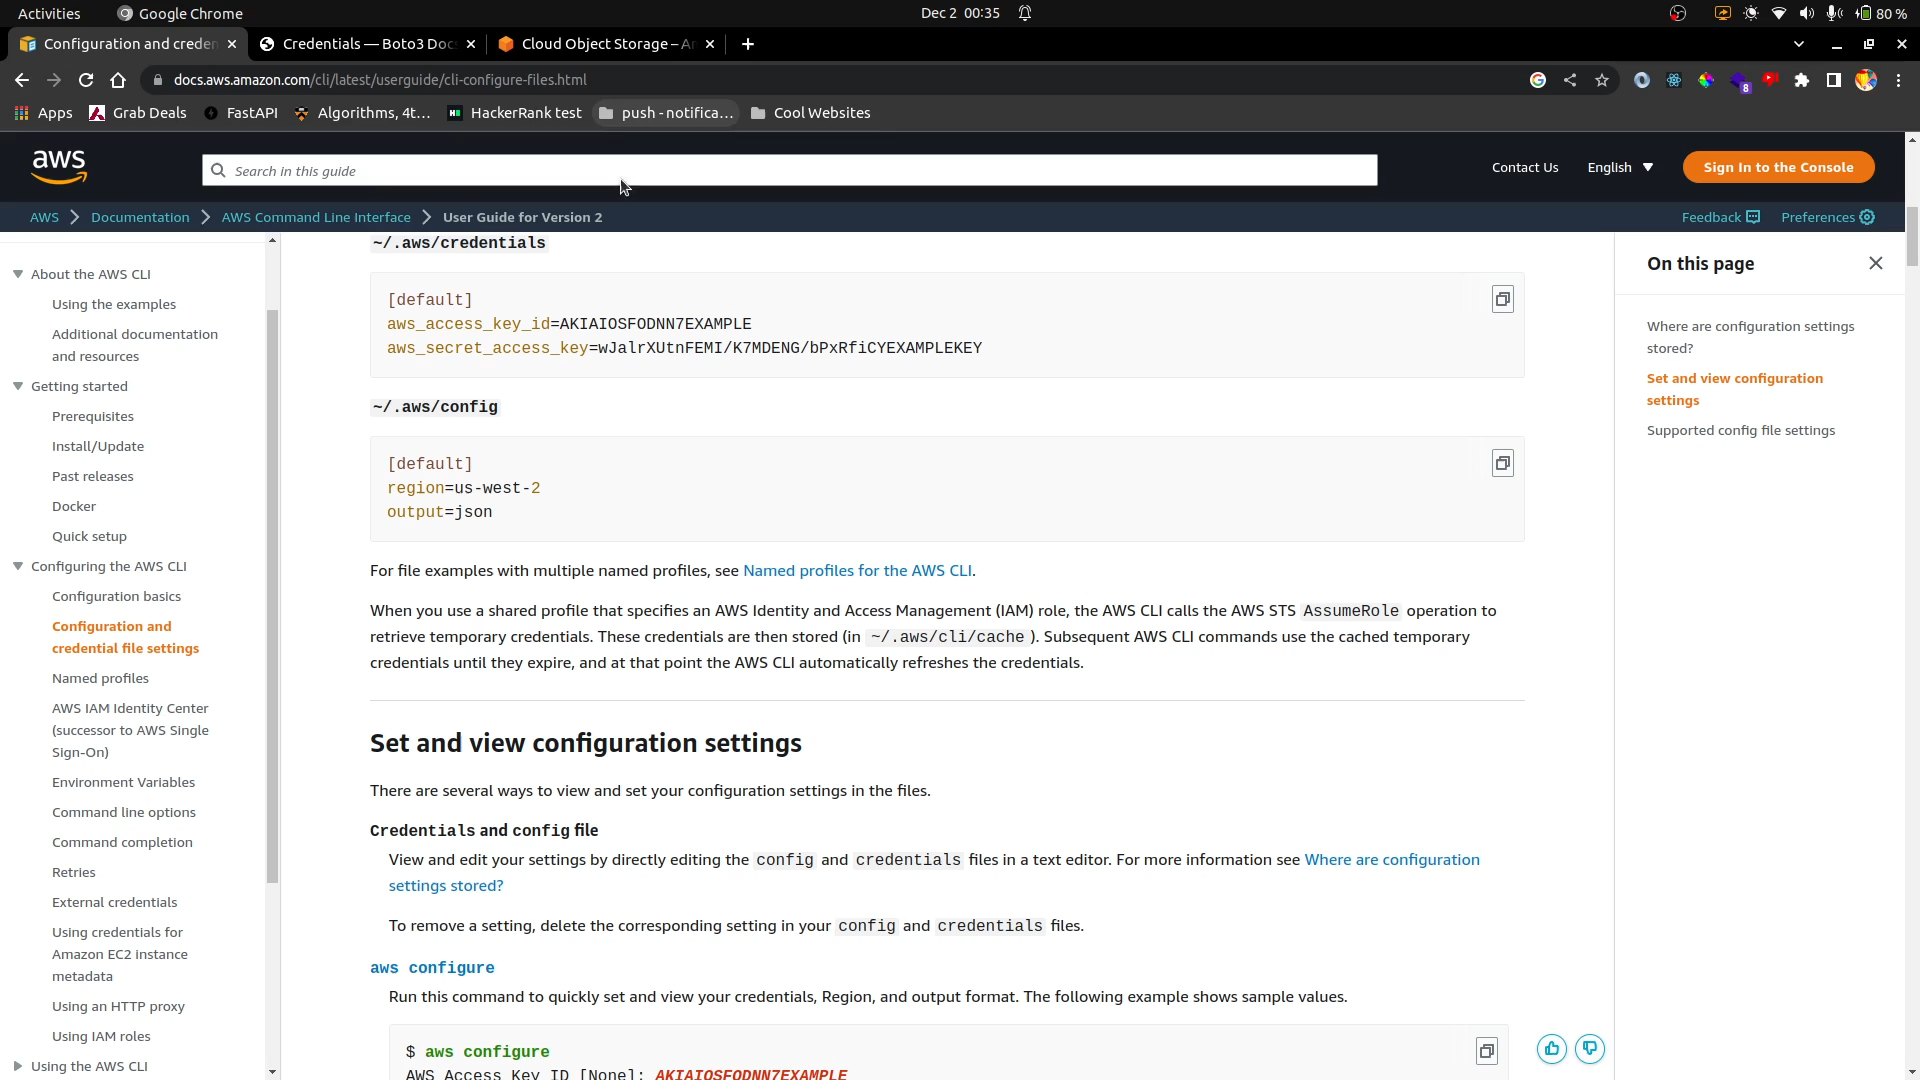 Activities Google Chrome Dec 2 00:35 80 %
Configuration and creden Credentials — Boto3 Doc Cloud Object Storage – A
docs.aws.amazon.com/cli/latest/userguide/cli-configure-files.html
8
Apps Grab Deals FastAPI Algorithms, 4t... HackerRank test push - notifica... Cool Websites
aws Search in this guide Contact Us English Sign In to the Console
AWS Documentation AWS Command Line Interface User Guide for Version 2 Feedback Preferences
About the AWS CLI
Using the examples
Additional documentation
and resources
Getting started
Prerequisites
Install/Update
Past releases
Docker
Quick setup
Configuring the AWS CLI
Configuration basics
Configuration and
credential file settings
Named profiles
AWS IAM Identity Center
(successor to AWS Single
Sign-On)
Environment Variables
Command line options
Command completion
Retries
External credentials
Using credentials for
Amazon EC2 instance
metadata
Using an HTTP proxy
Using IAM roles
Using the AWS CLI
~/.aws/credentials
[default]
aws_access_key_id=AKIAIOSFODNN7EXAMPLE
aws_secret_access_key=wJalrXUtnFEMI/K7MDENG/bPxRfiCYEXAMPLEKEY
~/.aws/config
[default]
region=us-west-2
output=json
For file examples with multiple named profiles, see Named profiles for the AWS CLI.
When you use a shared profile that specifies an AWS Identity and Access Management (IAM) role, the AWS CLI calls the AWS STS AssumeRole operation to
retrieve temporary credentials. These credentials are then stored (in ~/.aws/cli/cache ). Subsequent AWS CLI commands use the cached temporary
credentials until they expire, and at that point the AWS CLI automatically refreshes the credentials.
Set and view configuration settings
There are several ways to view and set your configuration settings in the files.
Credentials and config file
View and edit your settings by directly editing the config and credentials files in a text editor. For more information see Where are configuration
settings stored?
To remove a setting, delete the corresponding setting in your config and credentials files.
aws configure
Run this command to quickly set and view your credentials, Region, and output format. The following example shows sample values.
$ aws configure
AWS Access Key ID [None]: AKIAIOSFODNN7EXAMPLE
On this page
Where are configuration settings
stored?
Set and view configuration
settings
Supported config file settings